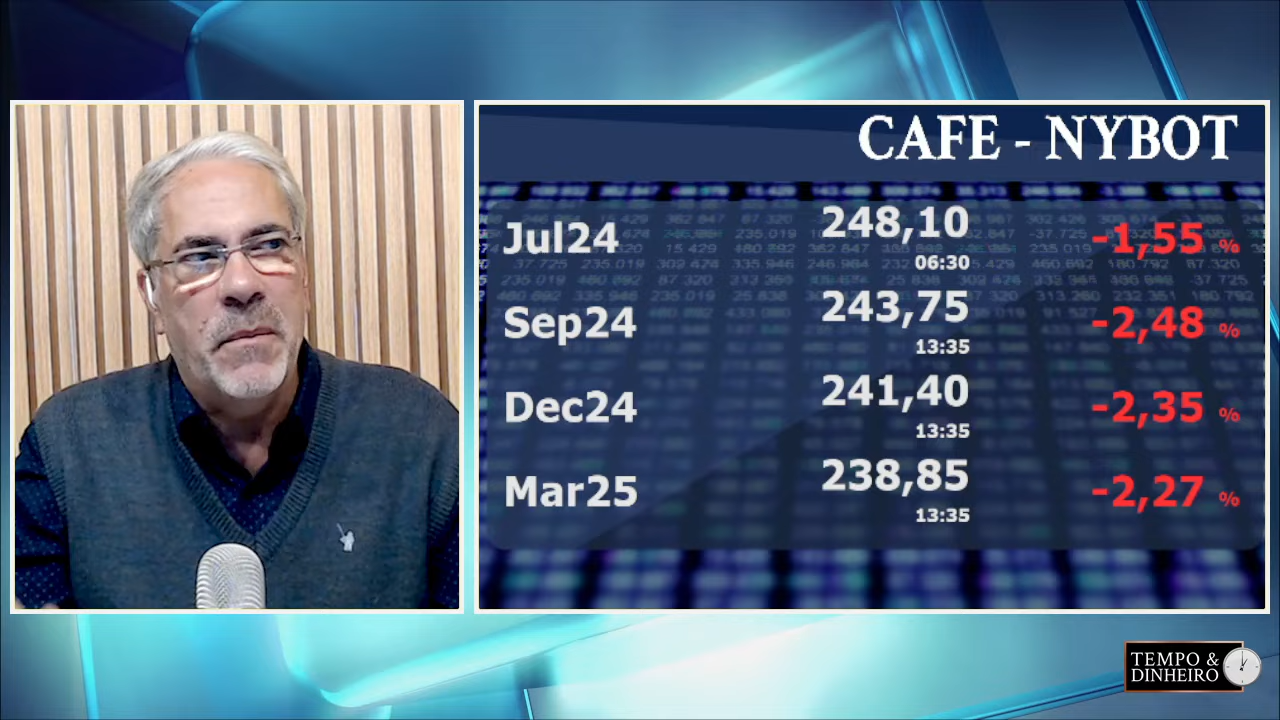 CAFE - NYBOT
Jul24 248,10 -1,55 %
06:30
Sep24 243,75 -2,48 %
13:35
Dec24 241,40 -2,35 %
13:35
Mar25 238,85 -2,27 %
13:35
TEMPO &
DINHEIRO